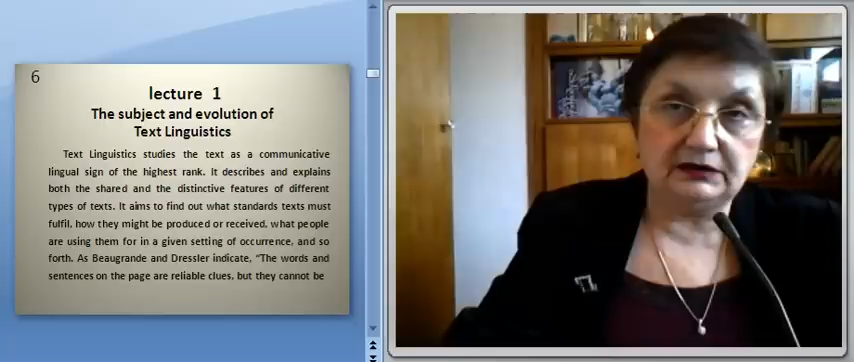 6
lecture 1
The subject and evolution of
Text Linguistics
Text Linguistics studies the text as a communicative
lingual sign of the highest rank. It describes and explains
both the shared and the distinctive features of different
types of texts. It aims to find out what standards texts must
fulfil, how they might be produced or received, what people
are using them for in a given setting of occurrence, and so
forth. As Beaugrande and Dressler indicate, "The words and
sentences on the page are reliable clues, but they cannot be